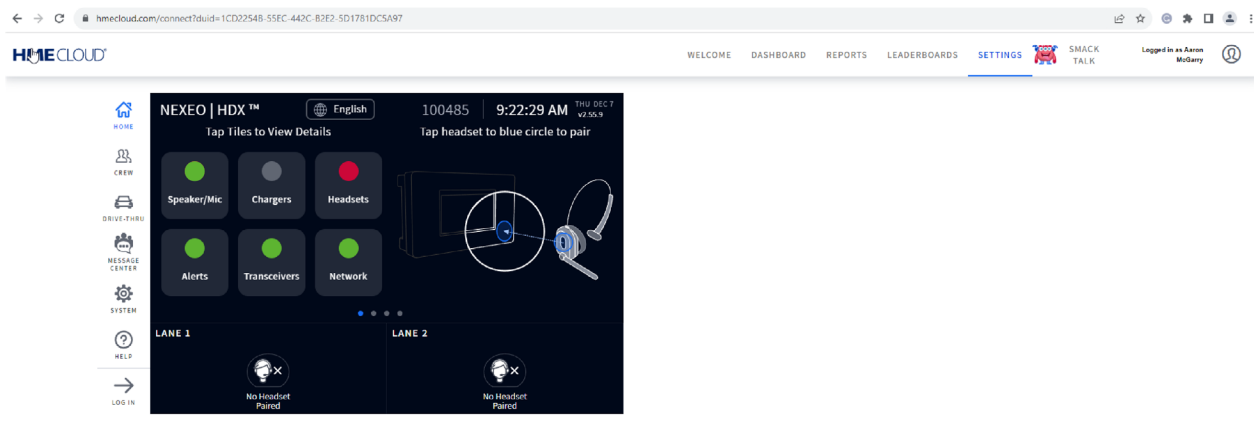 hmecloud.com/connect?duid=1CD2254B-55EC-442C-B2E2-5D1781DC5A97
HME CLOUD®
WELCOME DASHBOARD REPORTS LEADERBOARDS SETTINGS SMACK TALK
Logged in as Aaron
McGarry
HOME
CREW
DRIVE-THRU
MESSAGE
CENTER
SYSTEM
HELP
LOG IN
NEXEO | HDX ™ English 100485 9:22:29 AM THU DEC 7
v2.55.9
Tap Tiles to View Details
Tap headset to blue circle to pair
Speaker/Mic Chargers Headsets
Alerts Transceivers Network
LANE 1
No Headset
Paired
LANE 2
No Headset
Paired